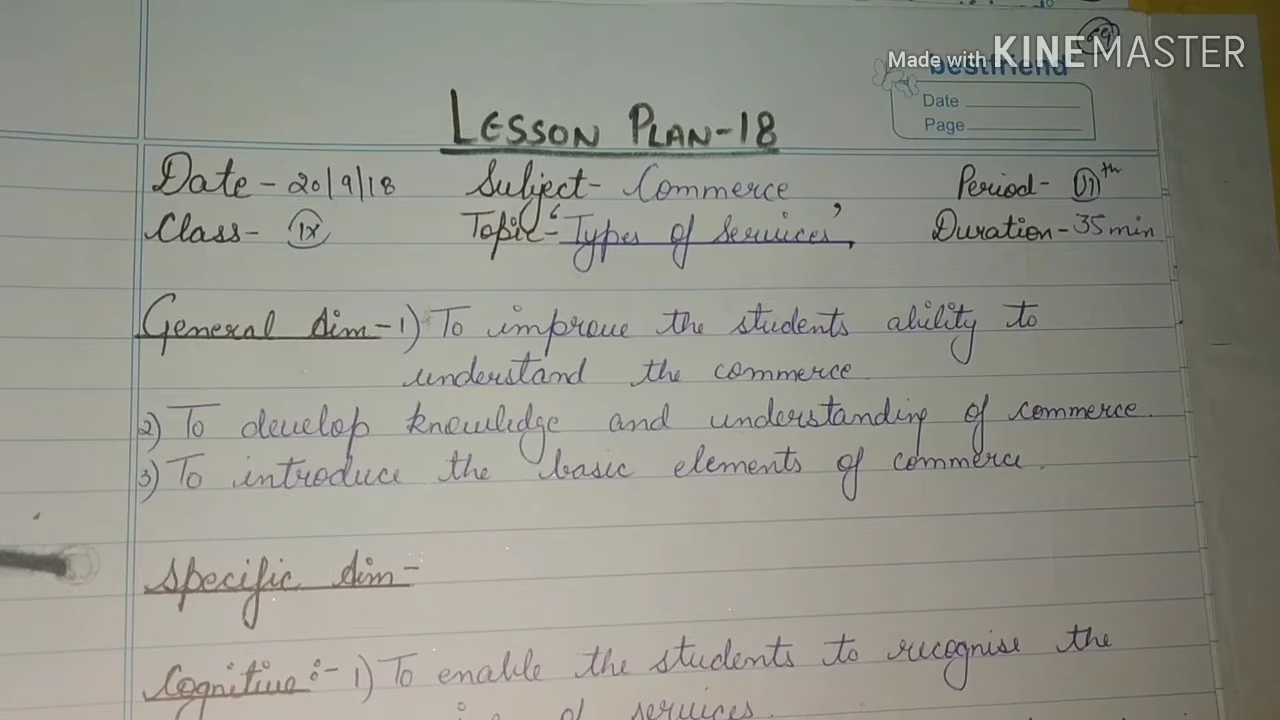 Made with KINEMASTER
bestfriend
Date
Page
LESSON PLAN-18
Date - 20/9/18 Subject- Commerce Period- th
Class- IX Topic- "Types of Services", Duration - 35 min
General Aim - 1) To improve the students ability to
understand the commerce
2) To develop knowledge and understanding of commerce.
3) To introduce the basic elements of commerce.
Specific Aim -
Cognitive :- 1) To enable the students to recognise the
of services.